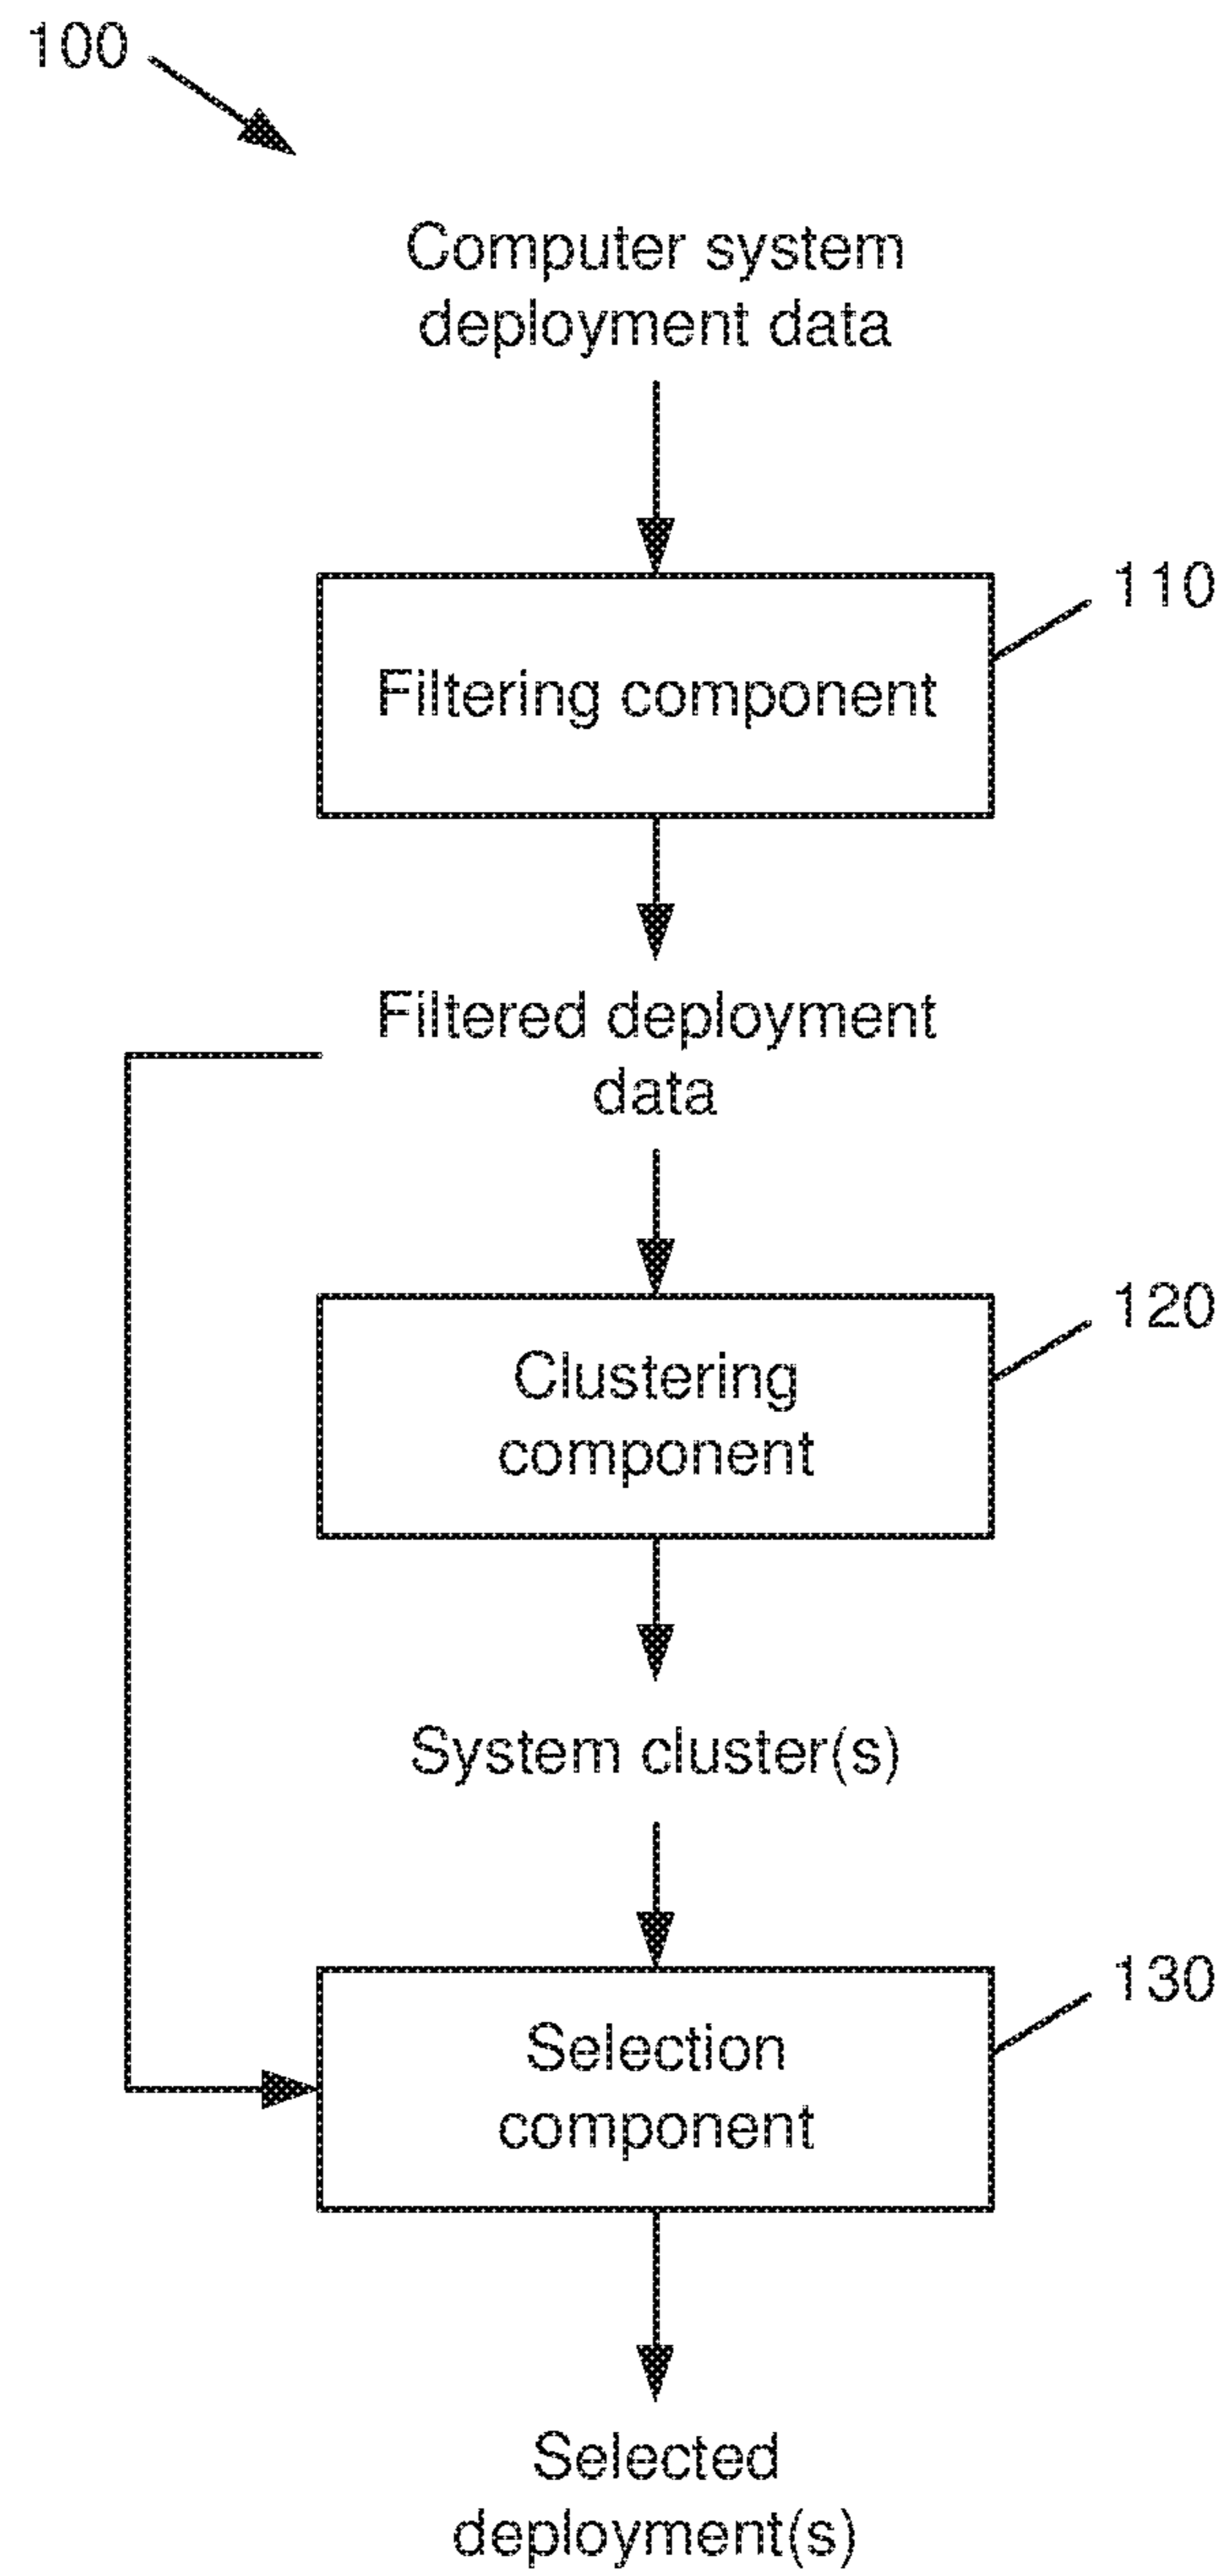 100
Computer system
deployment data
110
Filtering component
Filtered deployment
data
120
Clustering
component
System cluster(s)
130
Selection
component
Selected
deployment(s)